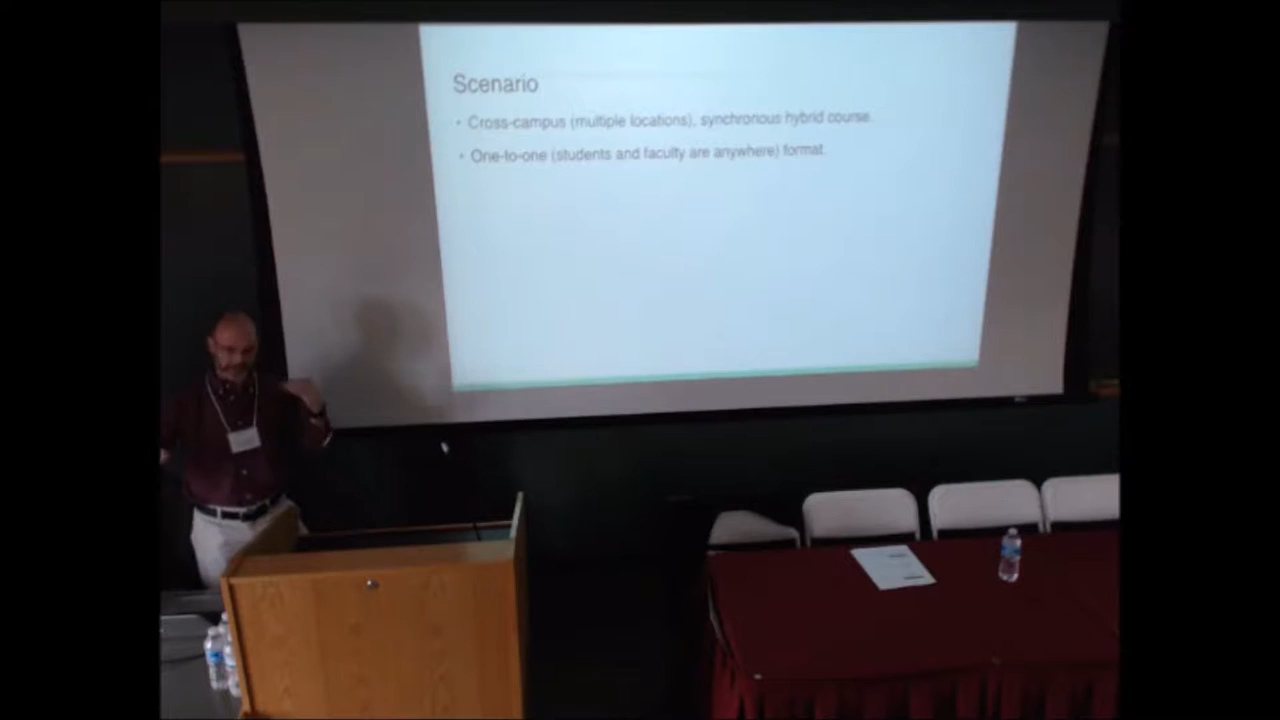 Scenario
• Cross-campus (multiple locations), synchronous hybrid course.
• One-to-one (students and faculty are anywhere) format.